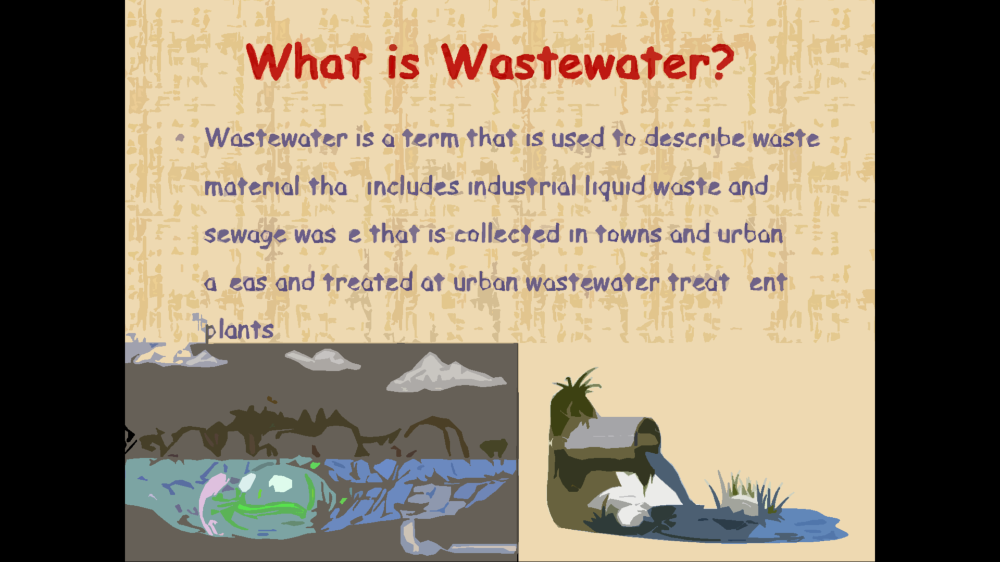 What is Wastewater?
• Wastewater is a term that is used to describe waste
material tha includes industrial liquid waste and
sewage was e that is collected in towns and urban
a eas and treated at urban wastewater treat ent
plants